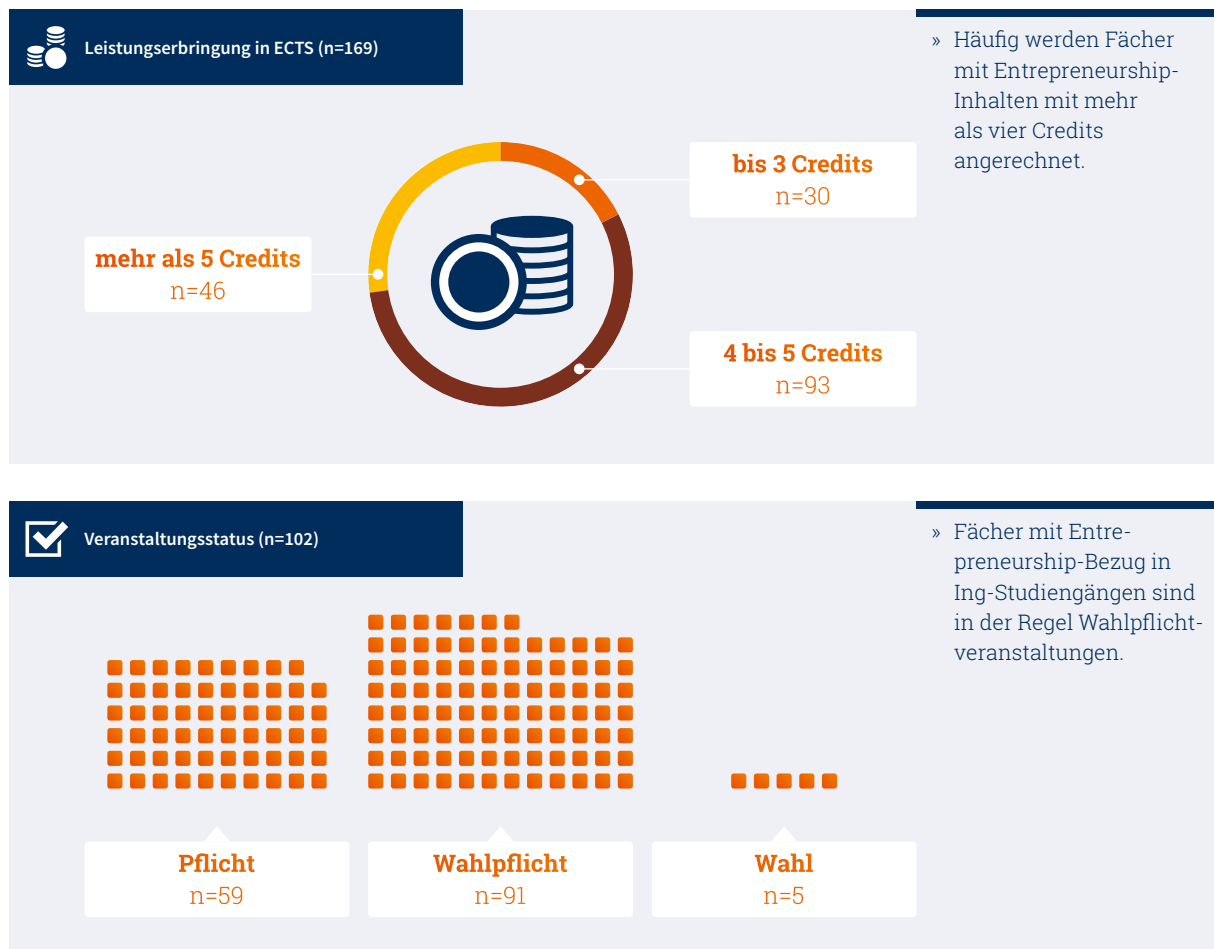 Leistungserbringung in ECTS (n=169)
» Häufig werden Fächer
mit Entrepreneurship-
Inhalten mit mehr
als vier Credits
angerechnet.
bis 3 Credits
n=30
mehr als 5 Credits
n=46
4 bis 5 Credits
n=93
Veranstaltungsstatus (n=102)
» Fächer mit Entre-
preneurship-Bezug in
Ing-Studiengängen sind
in der Regel Wahlpflicht-
veranstaltungen.
Pflicht
n=59
Wahlpflicht
n=91
Wahl
n=5